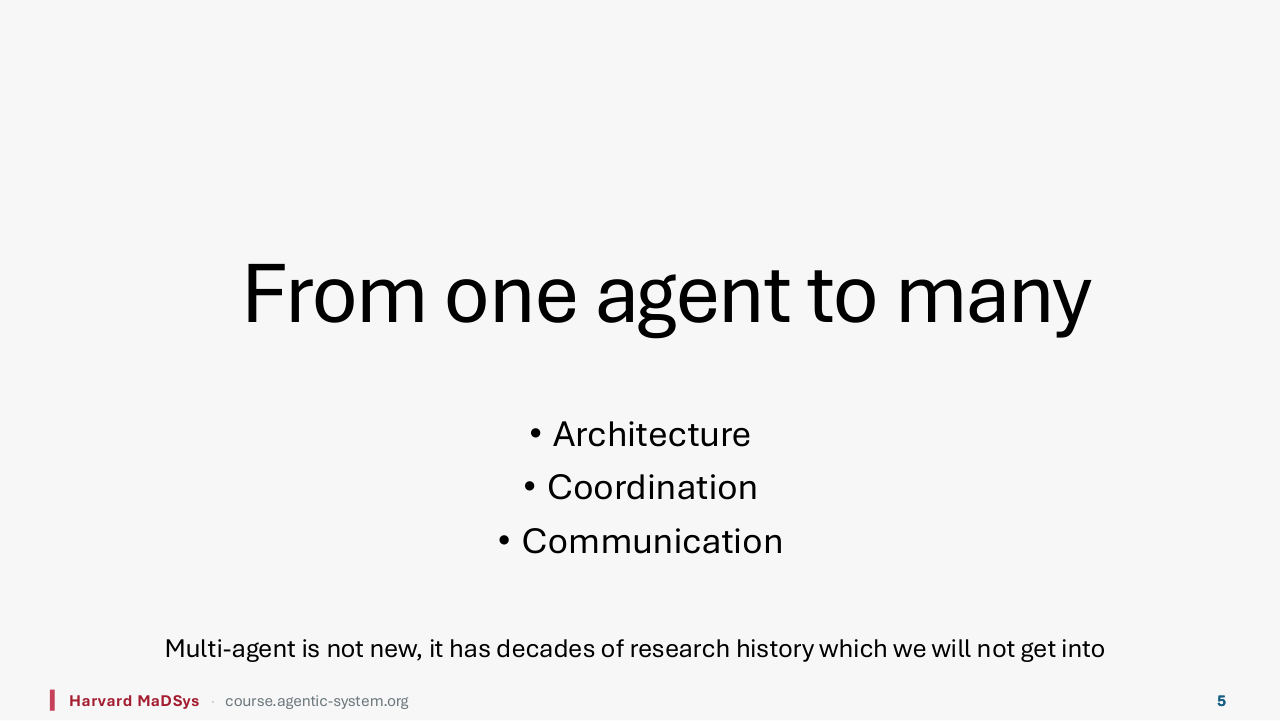 From one agent to many
• Architecture
• Coordination
• Communication
Multi-agent is not new, it has decades of research history which we will not get into
Harvard MaDSys · course.agentic-system.org
5